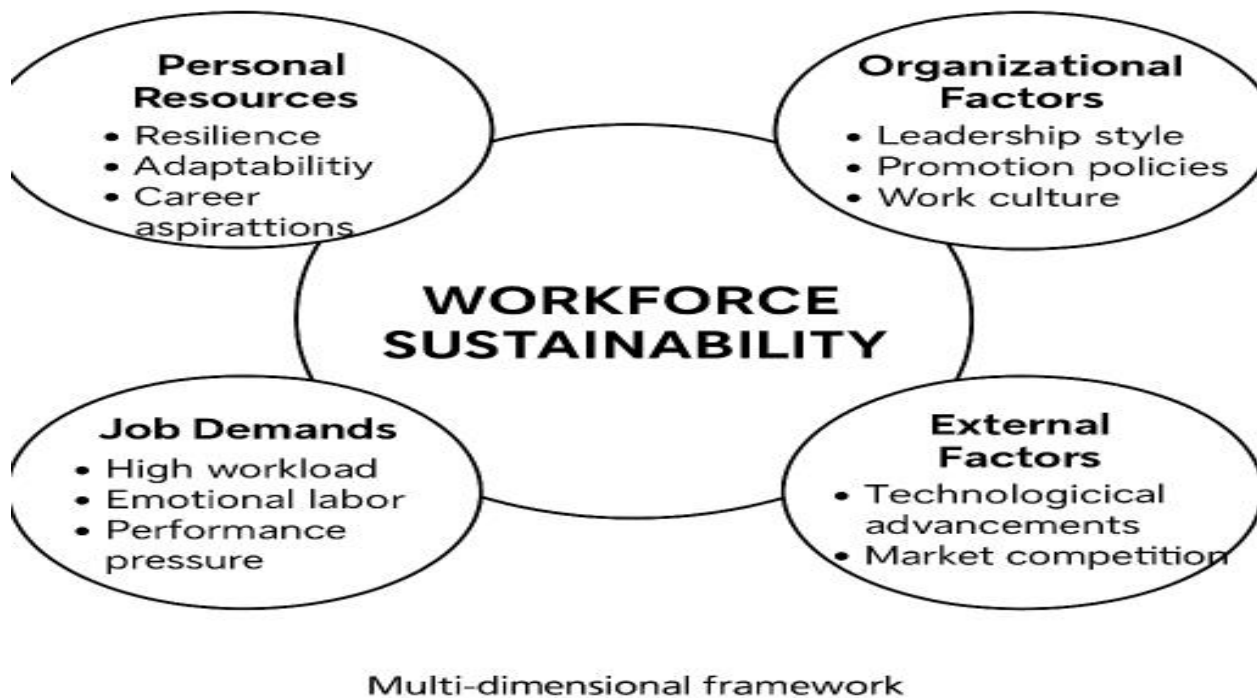 Personal
Resources
• Resilience
• Adaptabilitiy
• Career
aspirattions
Organizational
Factors
• Leadership style
• Promotion policies
• Work culture
WORKFORCE
SUSTAINABILITY
Job Demands
• High workload
• Emotional labor
• Performance
pressure
External
Factors
• Technologicical
advancements
• Market competition
Multi-dimensional framework